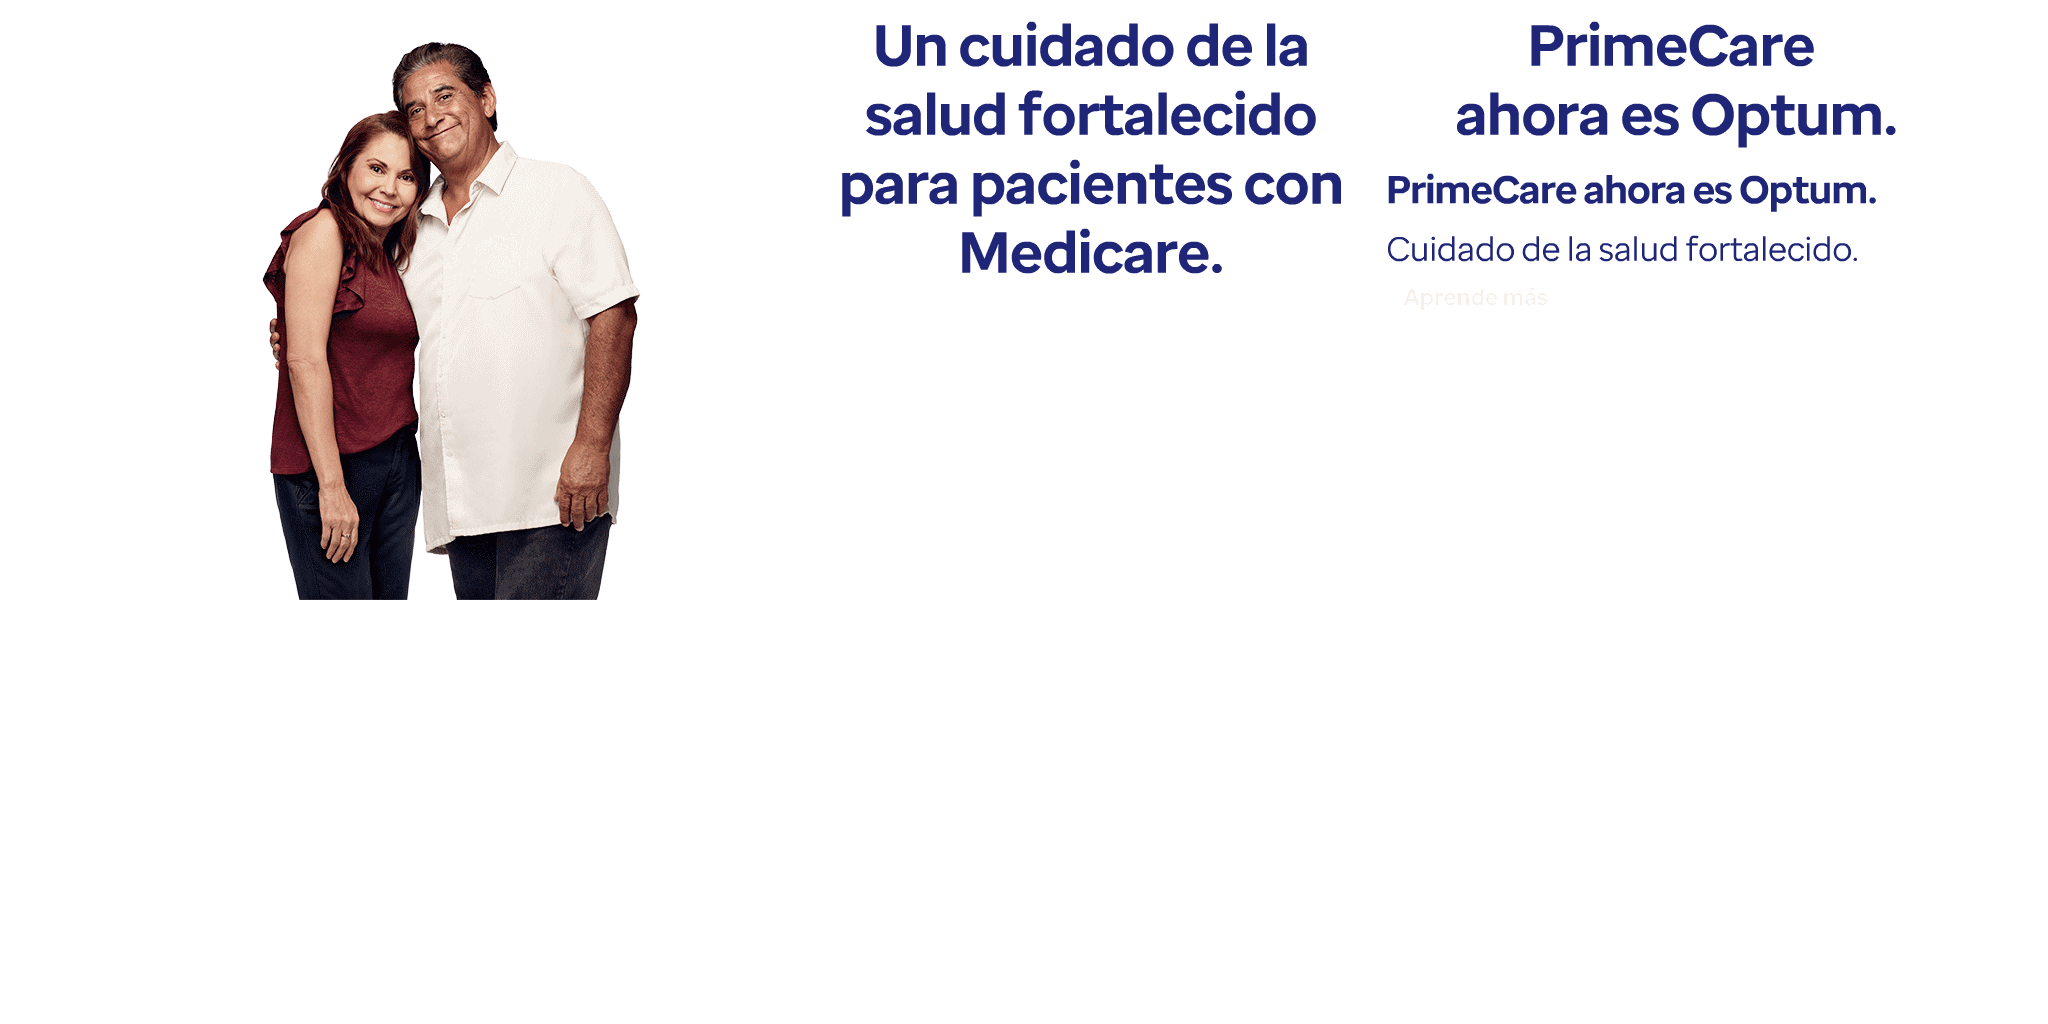 Un cuidado de la
salud fortalecido
para pacientes con
Medicare.
PrimeCare
ahora es Optum.
PrimeCare ahora es Optum.
Cuidado de la salud fortalecido.
Aprende más